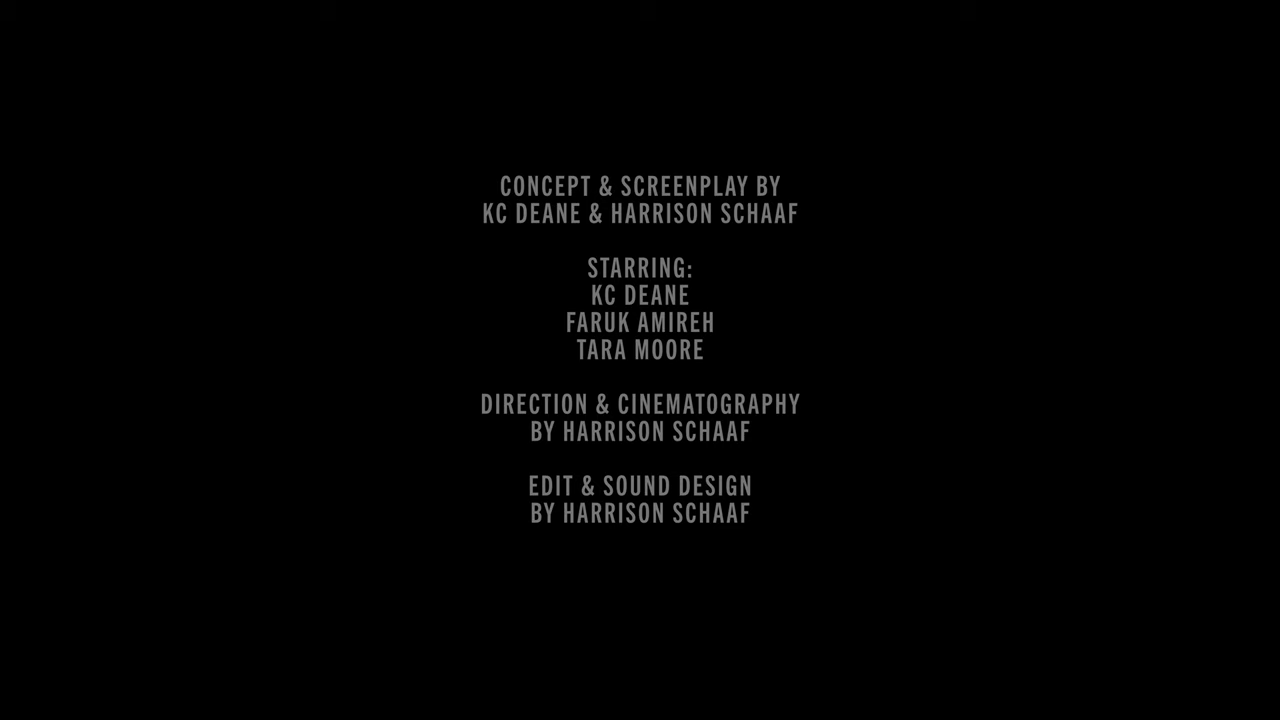 CONCEPT & SCREENPLAY BY
KC DEANE & HARRISON SCHAAF
STARRING:
KC DEANE
FARUK AMIREH
TARA MOORE
DIRECTION & CINEMATOGRAPHY
BY HARRISON SCHAAF
EDIT & SOUND DESIGN
BY HARRISON SCHAAF